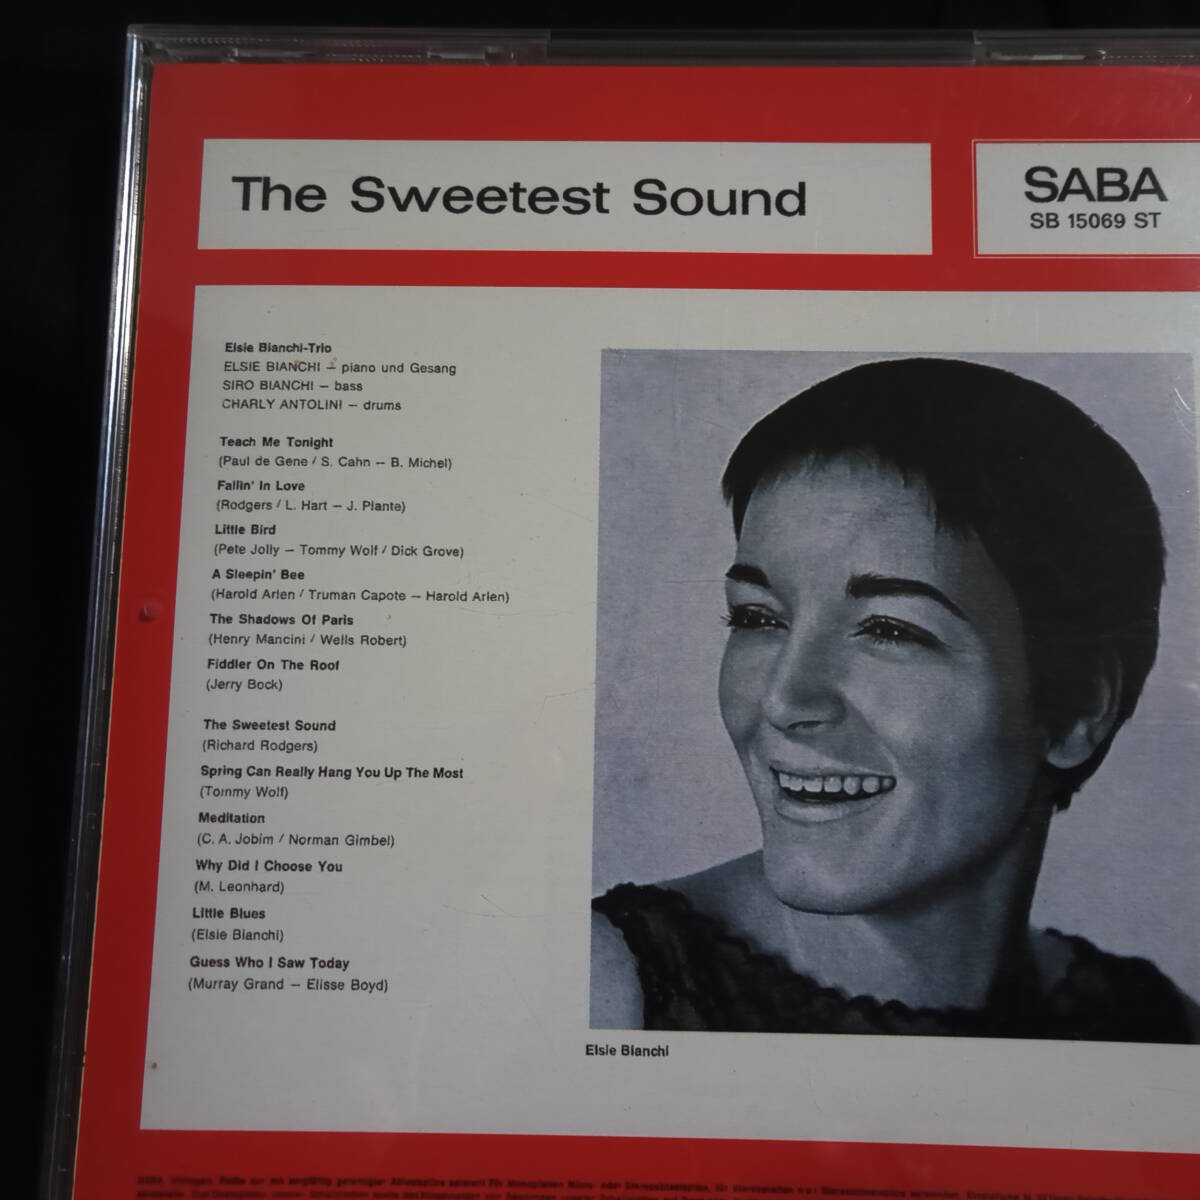 The Sweetest Sound
SABA
SB 15069 ST
Elsie Bianchi-Trio
ELSIE BIANCHI – piano und Gesang
SIRO BIANCHI – bass
CHARLY ANTOLINI – drums
Teach Me Tonight
(Paul de Gene / S. Cahn – B. Michel)
Fallin' In Love
(Rodgers / L. Hart – J. Plante)
Little Bird
(Pete Jolly – Tommy Wolf / Dick Grove)
A Sleepin' Bee
(Harold Arlen / Truman Capote – Harold Arlen)
The Shadows Of Paris
(Henry Mancini / Wells Robert)
Fiddler On The Roof
(Jerry Bock)
The Sweetest Sound
(Richard Rodgers)
Spring Can Really Hang You Up The Most
(Tommy Wolf)
Meditation
(C. A. Jobim / Norman Gimbel)
Why Did I Choose You
(M. Leonhard)
Little Blues
(Elsie Bianchi)
Guess Who I Saw Today
(Murray Grand – Elisse Boyd)
Elsie Bianchi